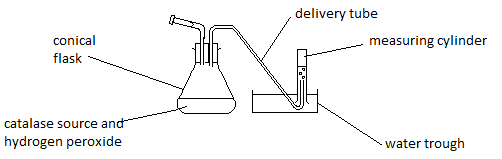 delivery tube
conical
flask
measuring cylinder
catalase source and
hydrogen peroxide
water trough